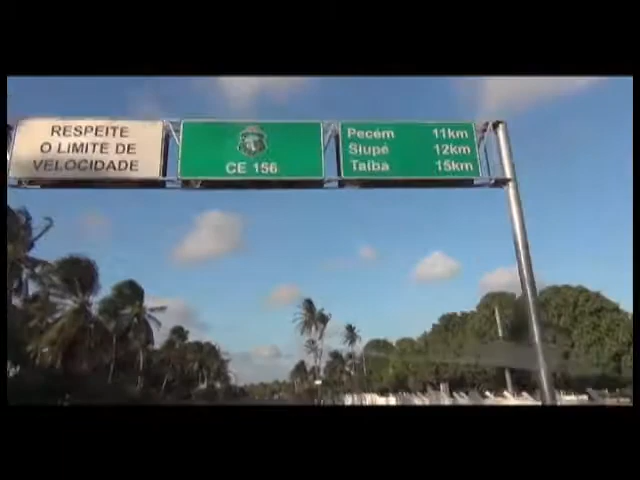 RESPEITE
O LIMITE DE
VELOCIDADE
CE 156
Pecém 11km
Siupé 12km
Taíba 15km